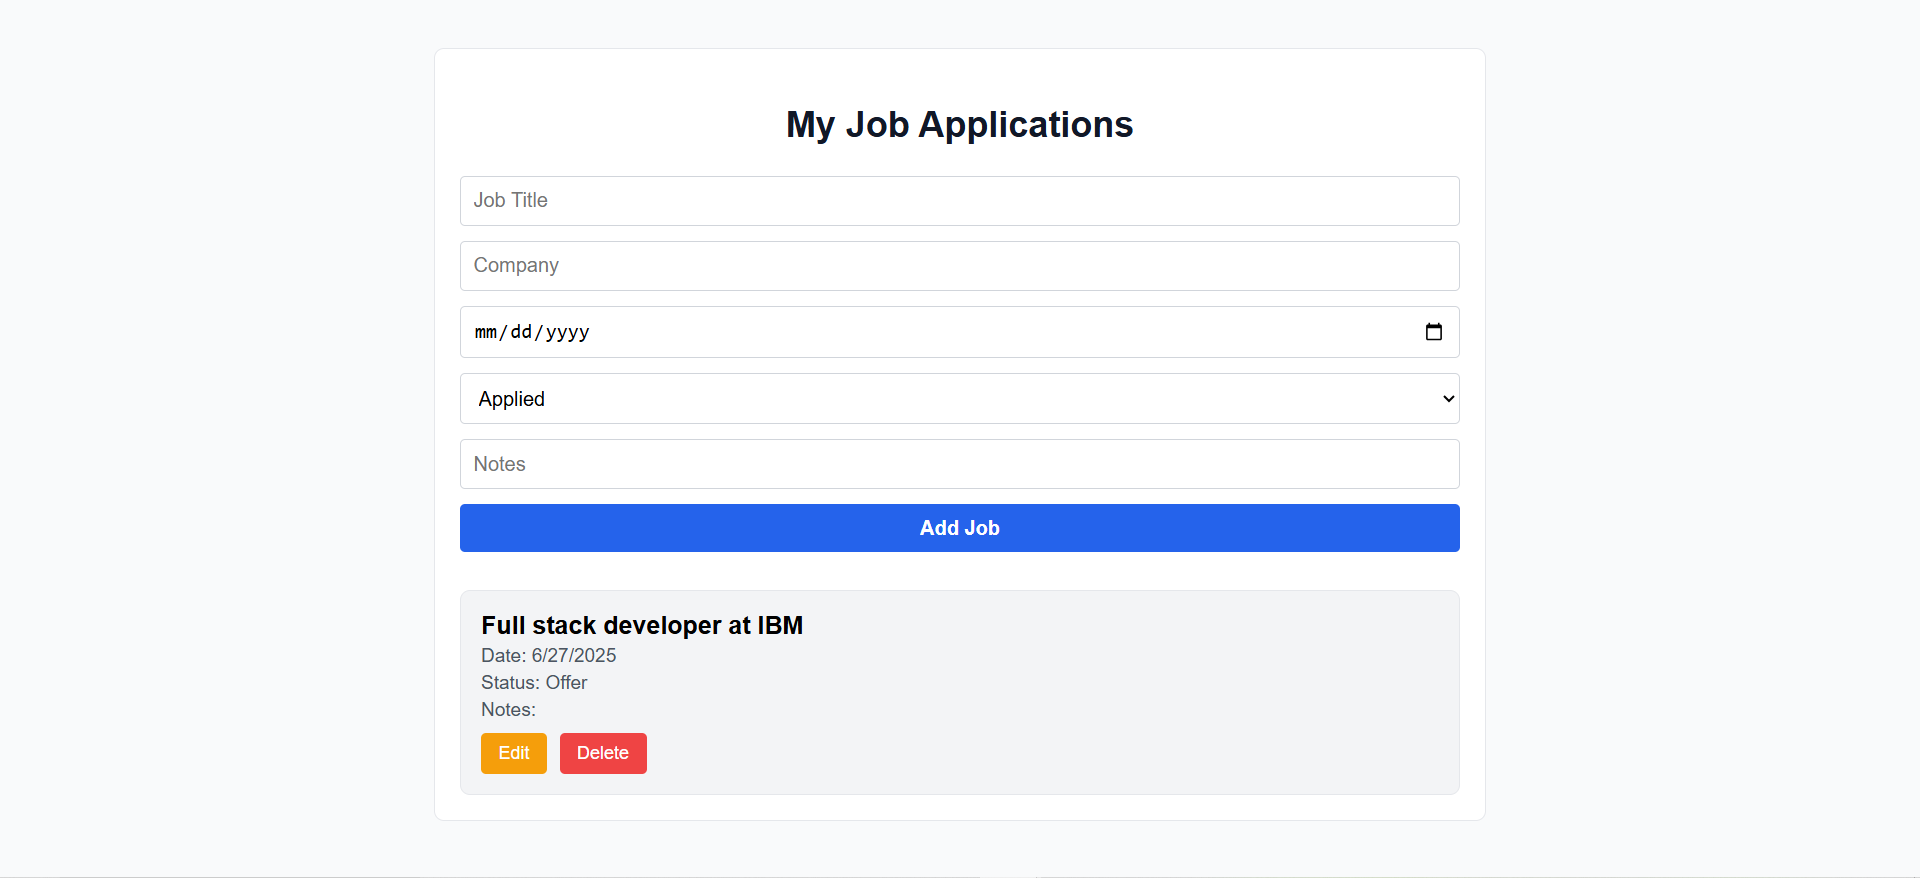 My Job Applications
Job Title
Company
mm/dd/yyyy
Applied
Notes
Add Job
Full stack developer at IBM
Date: 6/27/2025
Status: Offer
Notes:
Edit Delete